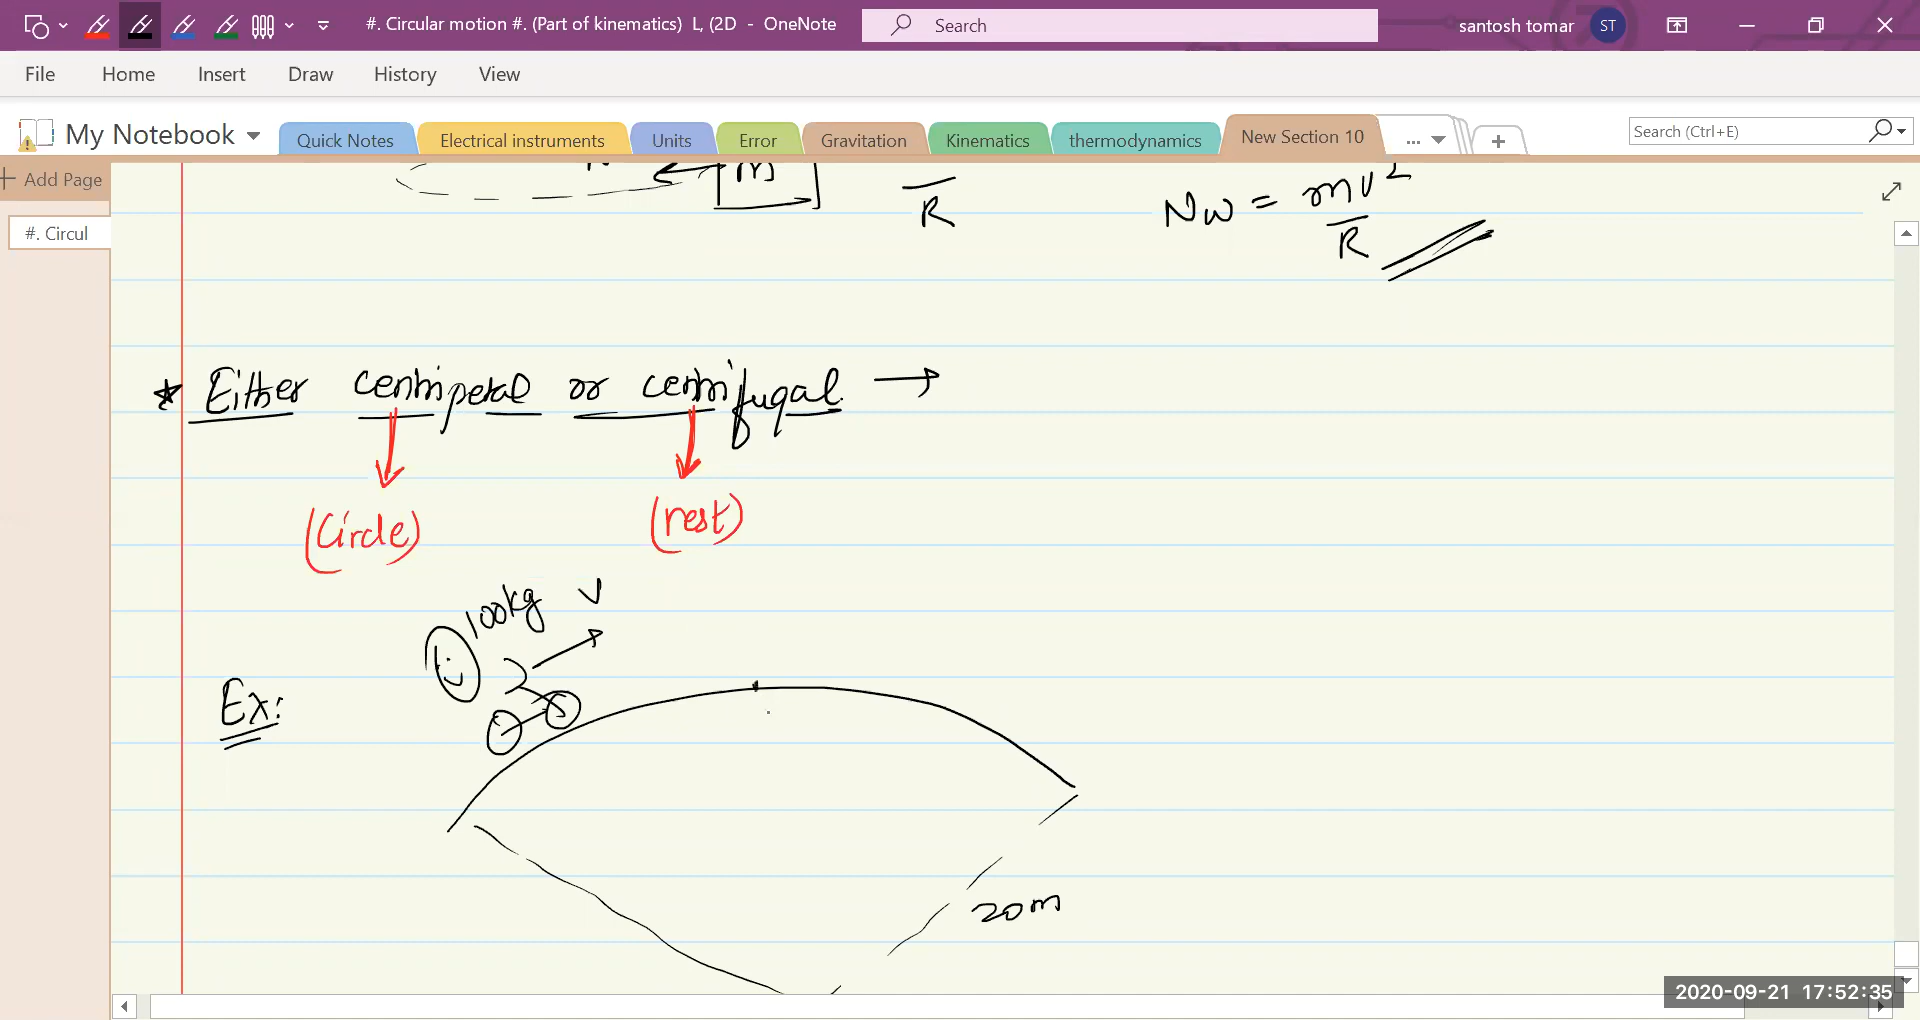 #. Circular motion #. (Part of kinematics) L, (2D - OneNote
Search
santosh tomar ST
File Home Insert Draw History View
My Notebook
Quick Notes Electrical instruments Units Error Gravitation Kinematics thermodynamics New Section 10 ... +
Search (Ctrl+E)
+ Add Page
#. Circul
m
R
Nw = mv²
R
* Either centripetal or centrifugal →
(Circle) (rest)
100kg V
Ex:
20m
2020-09-21 17:52:35